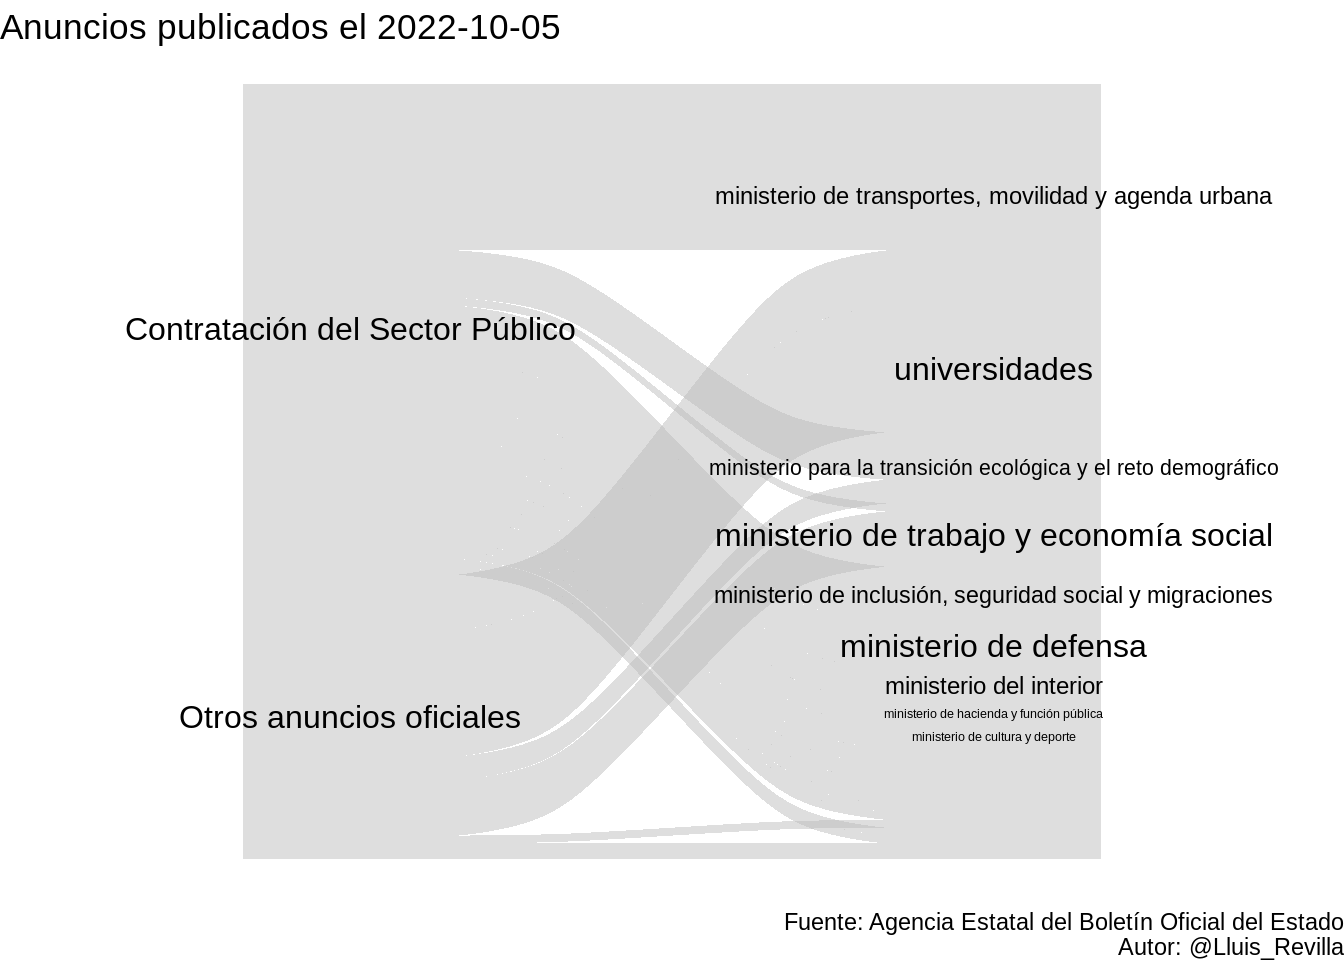 Anuncios publicados el 2022-10-05
ministerio de transportes, movilidad y agenda urbana
Contratación del Sector Público
universidades
ministerio para la transición ecológica y el reto demográfico
ministerio de trabajo y economía social
ministerio de inclusión, seguridad social y migraciones
ministerio de defensa
ministerio del interior
Otros anuncios oficiales
ministerio de hacienda y función pública
ministerio de cultura y deporte
Fuente: Agencia Estatal del Boletín Oficial del Estado
Autor: @Lluis_Revilla